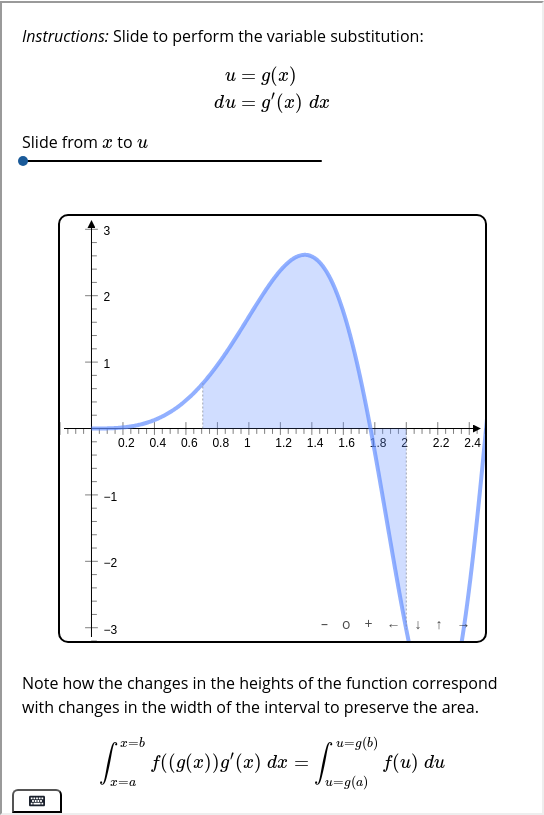 Instructions: Slide to perform the variable substitution:
u = g(x)
du = g′(x) dx
Slide from x to u
3
2
1
0.2 0.4 0.6 0.8 1 1.2 1.4 1.6 1.8 2 2.2 2.4
−1
−2
−3
− o + ← ↓ ↑ →
Note how the changes in the heights of the function correspond
with changes in the width of the interval to preserve the area.
∫_{x=a}^{x=b} f((g(x))g′(x) dx = ∫_{u=g(a)}^{u=g(b)} f(u) du